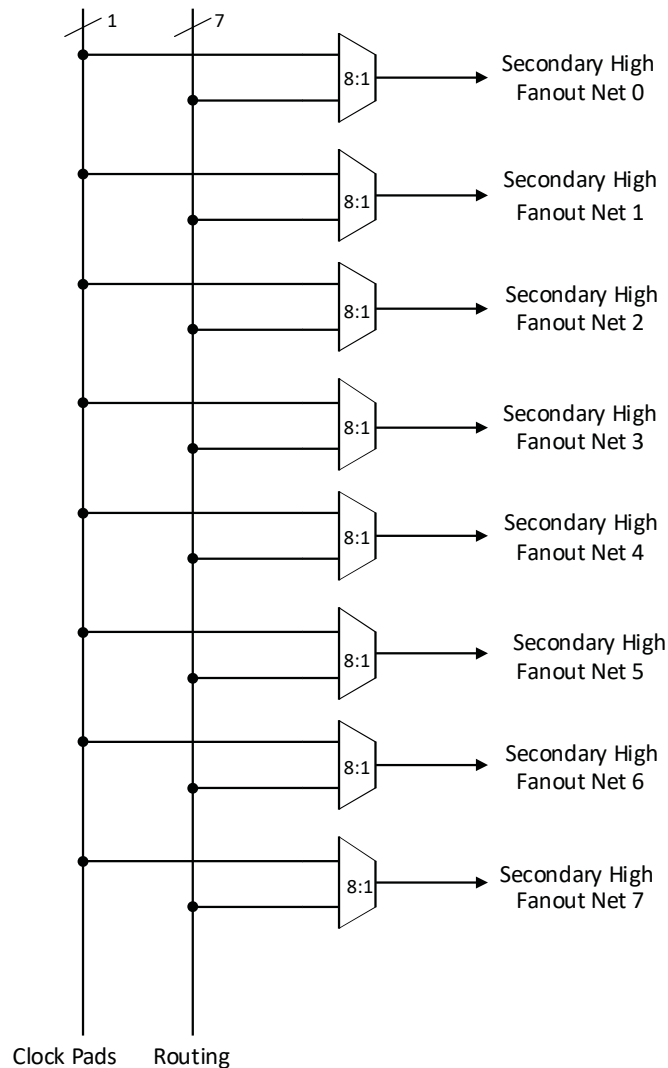 1
7
8:1
Secondary High
Fanout Net 0
8:1
Secondary High
Fanout Net 1
8:1
Secondary High
Fanout Net 2
8:1
Secondary High
Fanout Net 3
8:1
Secondary High
Fanout Net 4
8:1
Secondary High
Fanout Net 5
8:1
Secondary High
Fanout Net 6
8:1
Secondary High
Fanout Net 7
Clock Pads
Routing